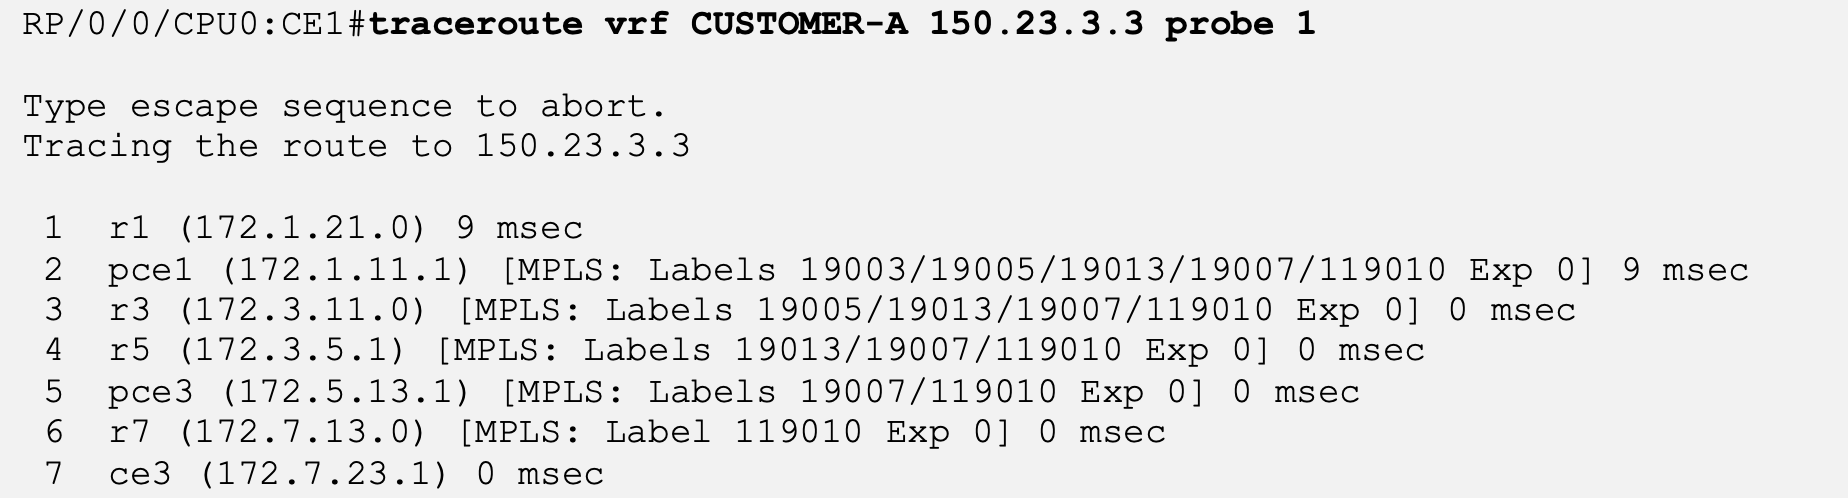 RP/0/0/CPU0:CE1#traceroute vrf CUSTOMER-A 150.23.3.3 probe 1
Type escape sequence to abort.
Tracing the route to 150.23.3.3
1 r1 (172.1.21.0) 9 msec
2 pce1 (172.1.11.1) [MPLS: Labels 19003/19005/19013/19007/119010 Exp 0] 9 msec
3 r3 (172.3.11.0) [MPLS: Labels 19005/19013/19007/119010 Exp 0] 0 msec
4 r5 (172.3.5.1) [MPLS: Labels 19013/19007/119010 Exp 0] 0 msec
5 pce3 (172.5.13.1) [MPLS: Labels 19007/119010 Exp 0] 0 msec
6 r7 (172.7.13.0) [MPLS: Label 119010 Exp 0] 0 msec
7 ce3 (172.7.23.1) 0 msec